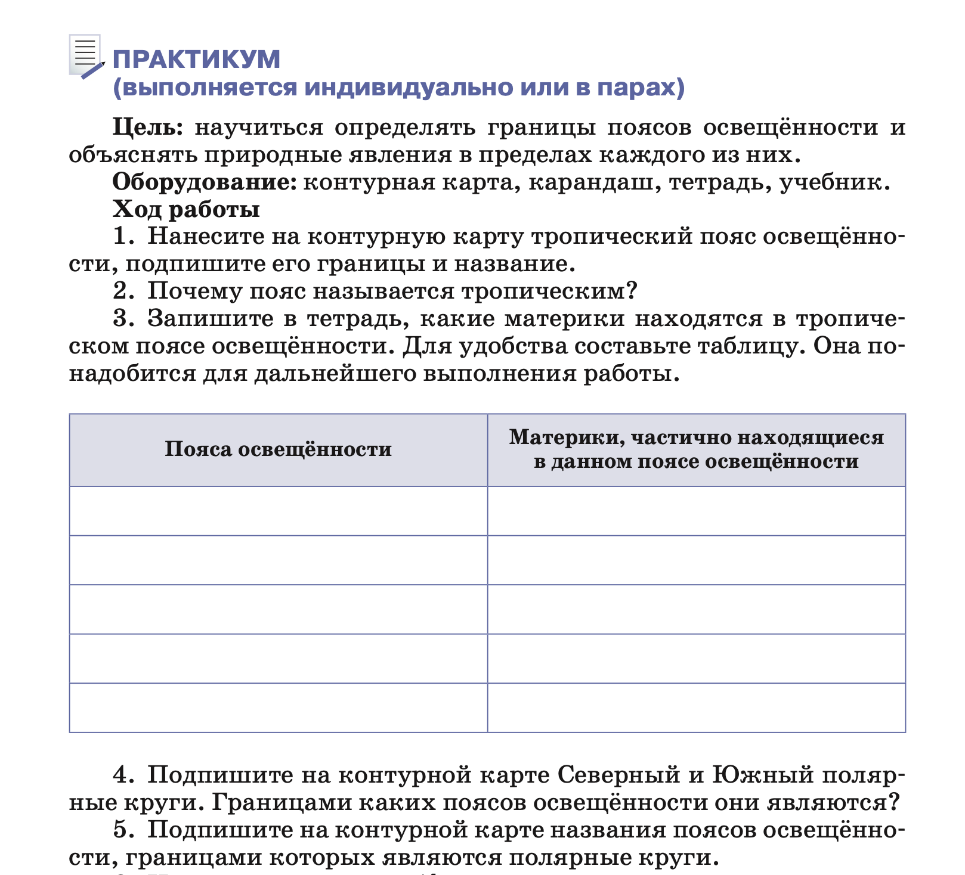 ПРАКТИКУМ
(выполняется индивидуально или в парах)
Цель: научиться определять границы поясов освещённости и
объяснять природные явления в пределах каждого из них.
Оборудование: контурная карта, карандаш, тетрадь, учебник.
Ход работы
1. Нанесите на контурную карту тропический пояс освещённо-
сти, подпишите его границы и название.
2. Почему пояс называется тропическим?
3. Запишите в тетрадь, какие материки находятся в тропиче-
ском поясе освещённости. Для удобства составьте таблицу. Она по-
надобится для дальнейшего выполнения работы.
Пояса освещённости
Материки, частично находящиеся
в данном поясе освещённости
4. Подпишите на контурной карте Северный и Южный поляр-
ные круги. Границами каких поясов освещённости они являются?
5. Подпишите на контурной карте названия поясов освещённо-
сти, границами которых являются полярные круги.